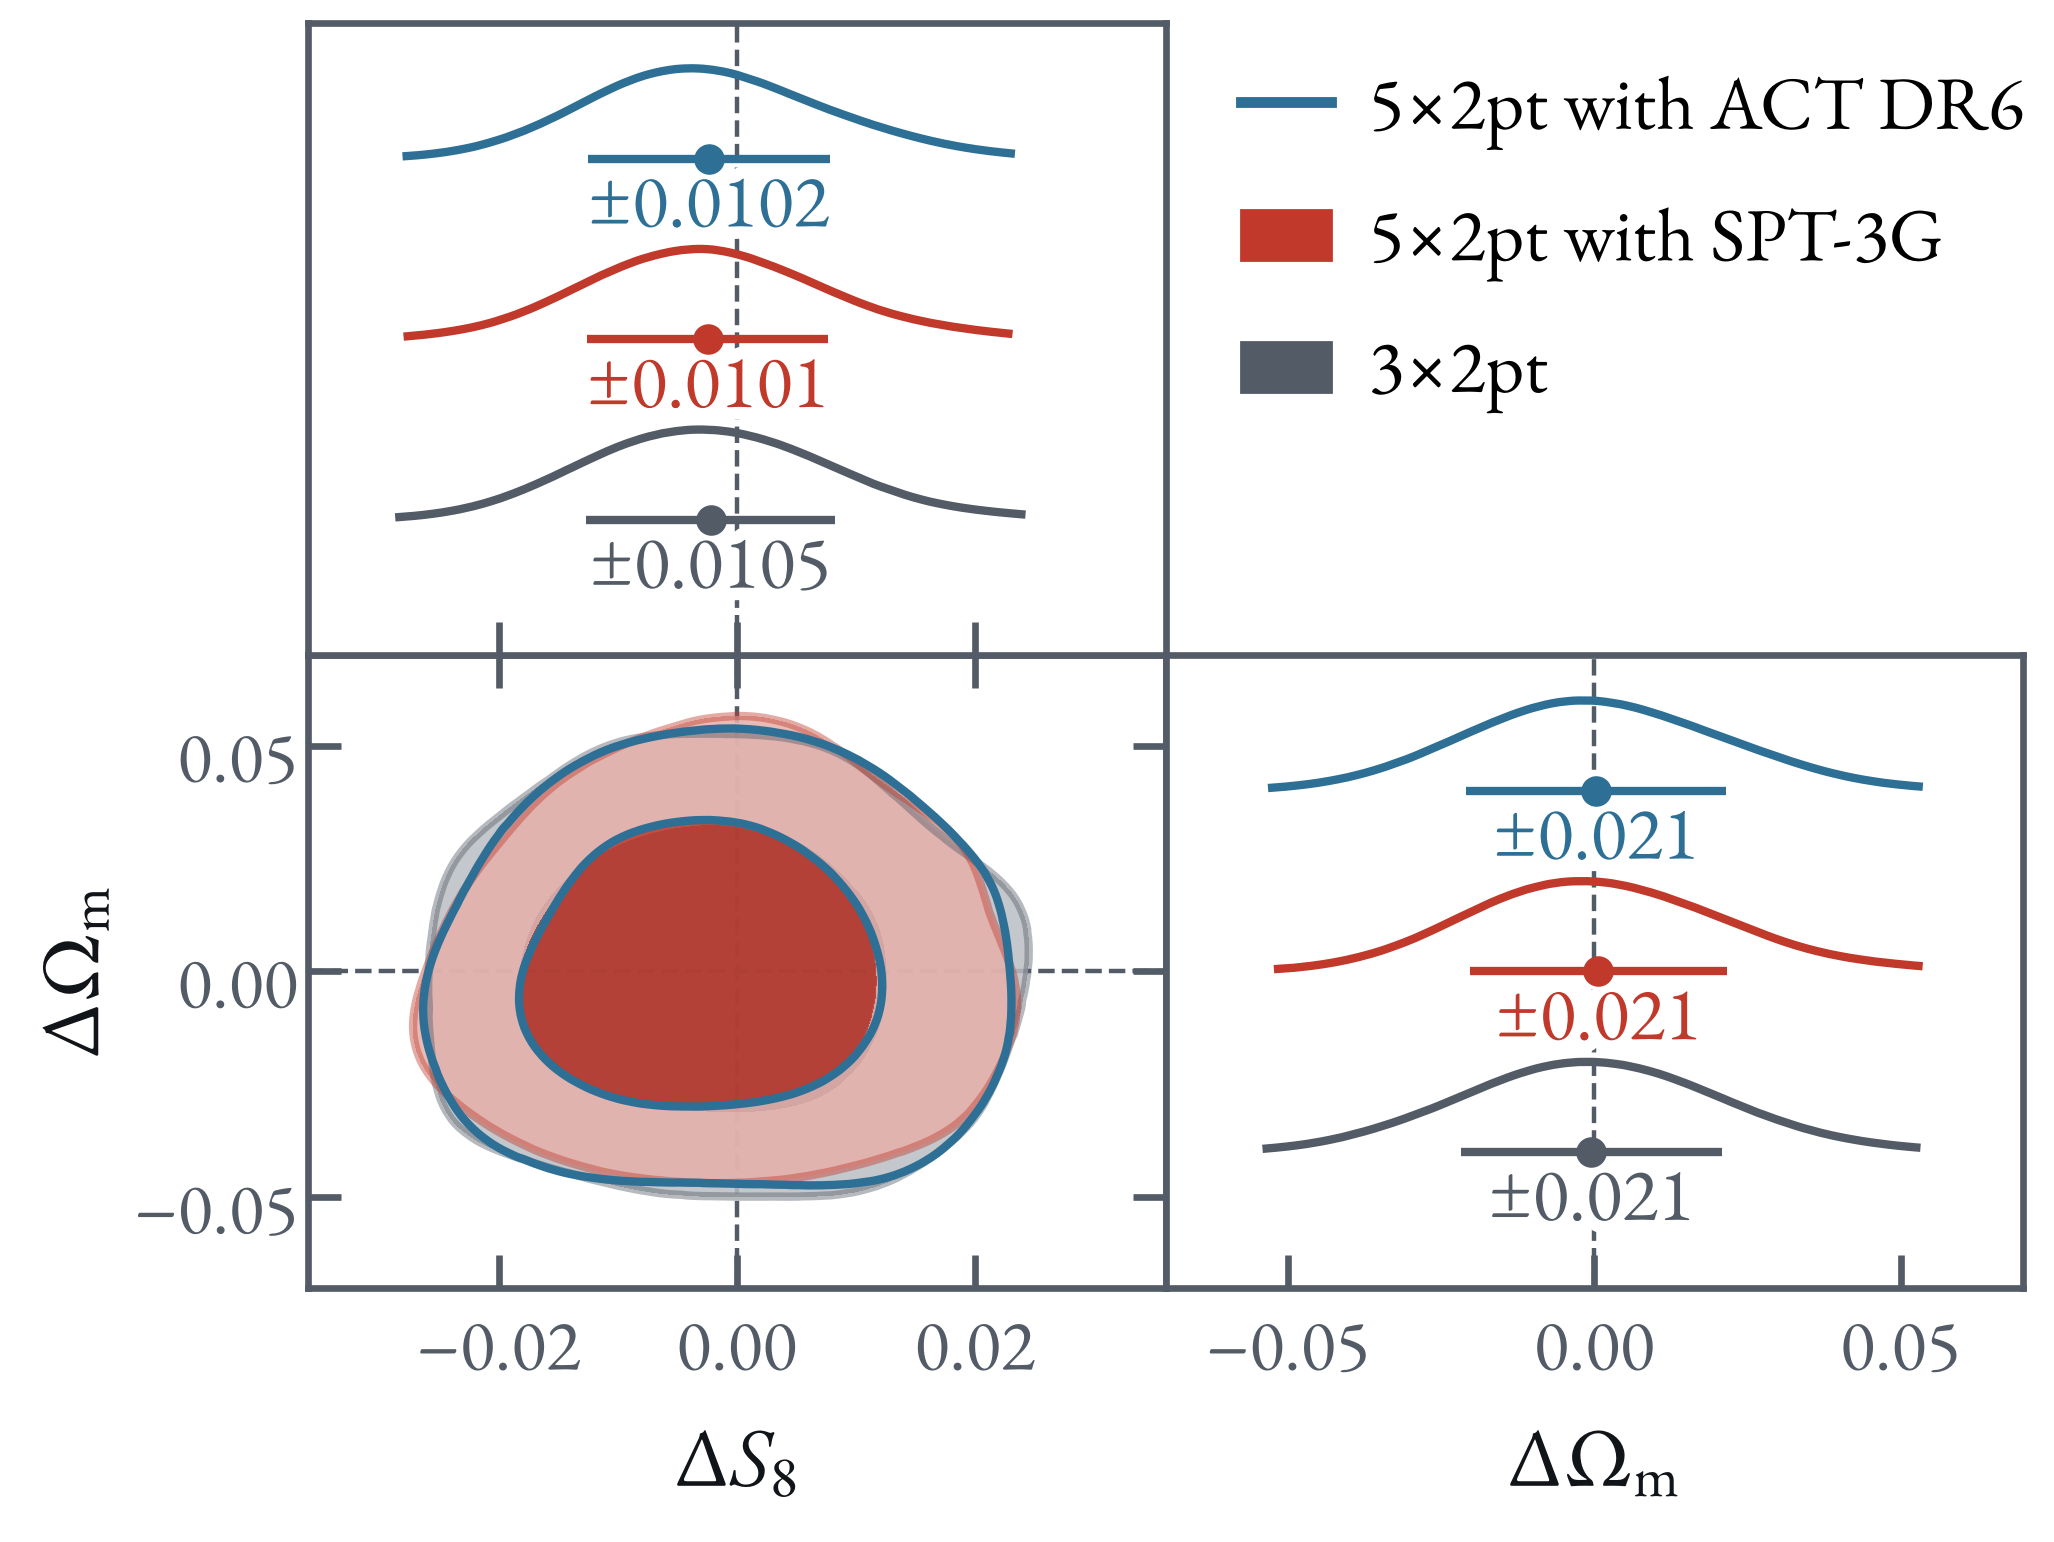 5×2pt with ACT DR6
5×2pt with SPT-3G
3×2pt
±0.0102
±0.0101
±0.0105
0.05
0.00
−0.05
ΔΩm
±0.021
±0.021
±0.021
−0.02 0.00 0.02
−0.05 0.00 0.05
ΔS8
ΔΩm